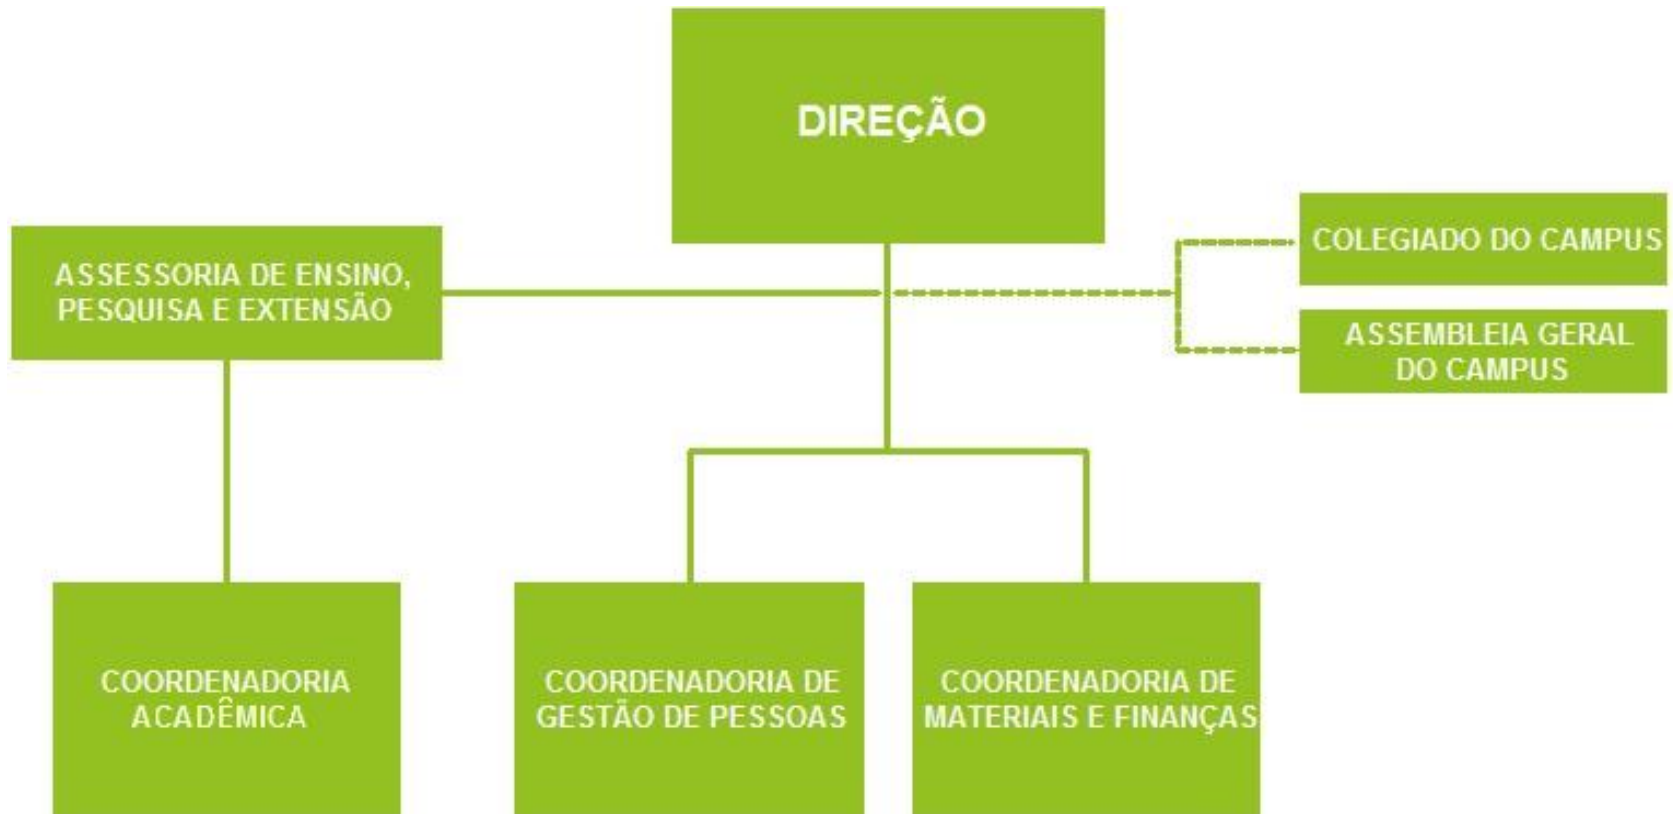 DIREÇÃO
ASSESSORIA DE ENSINO,
PESQUISA E EXTENSÃO
COLEGIADO DO CAMPUS
ASSEMBLEIA GERAL
DO CAMPUS
COORDENADORIA
ACADÊMICA
COORDENADORIA DE
GESTÃO DE PESSOAS
COORDENADORIA DE
MATERIAIS E FINANÇAS